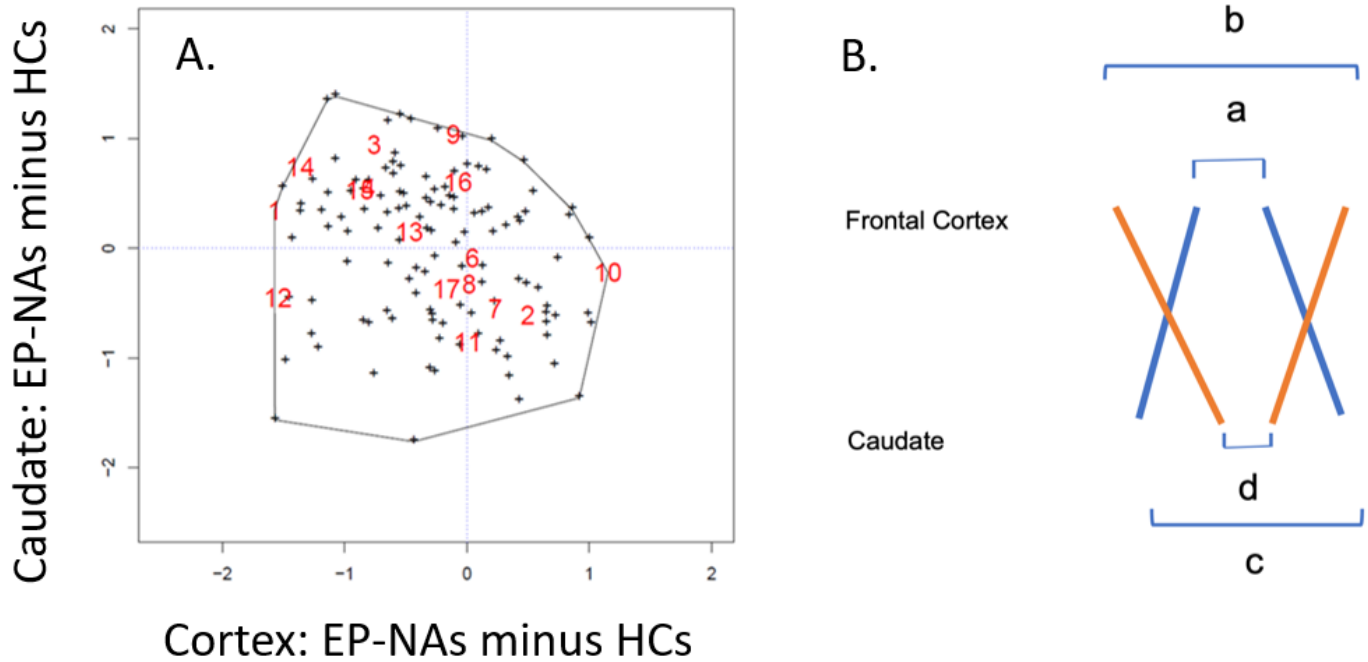 A.
Caudate: EP-NAs minus HCs
2
1
0
−1
−2
3
9
14
16
15
1
13
6
10
8
17
12
7
2
11
−2
−1
0
1
2
Cortex: EP-NAs minus HCs
B.
b
a
Frontal Cortex
Caudate
d
c